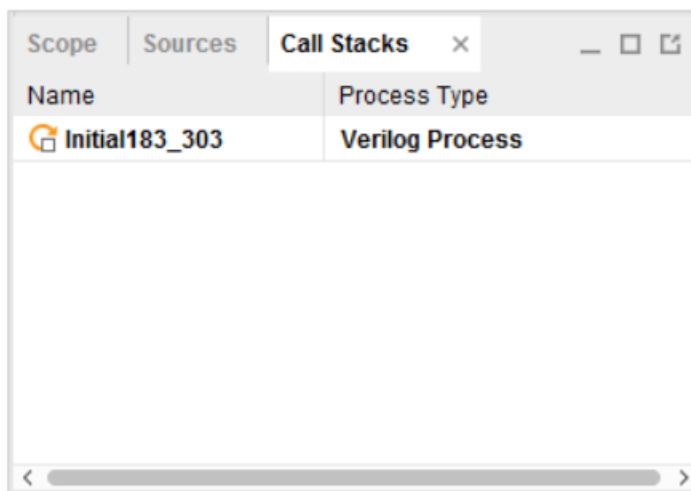 Scope Sources Call Stacks
Name Process Type
Initial183_303 Verilog Process